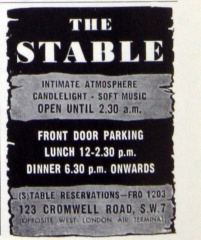 THE
STABLE
INTIMATE ATMOSPHERE
CANDLELIGHT - SOFT MUSIC
OPEN UNTIL 2.30 a.m.
FRONT DOOR PARKING
LUNCH 12-2.30 p.m.
DINNER 6.30 p.m. ONWARDS
(S)TABLE RESERVATIONS—FRO 1203
123 CROMWELL ROAD, S.W.7
(OPPOSITE WEST LONDON AIR TERMINAL)